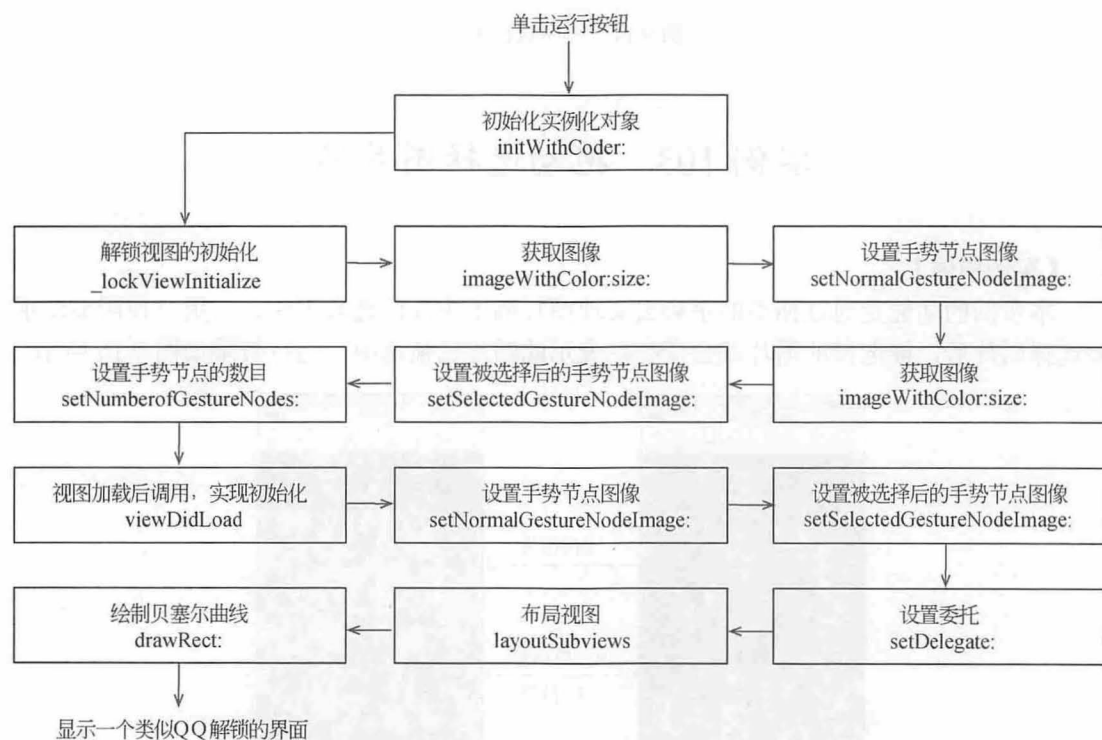 单击运行按钮
初始化实例化对象
initWithCoder:
解锁视图的初始化
_lockViewInitialize
获取图像
imageWithColor:size:
设置手势节点图像
setNormalGestureNodeImage:
获取图像
imageWithColor:size:
设置被选择后的手势节点图像
setSelectedGestureNodeImage:
设置手势节点的数目
setNumberofGestureNodes:
视图加载后调用，实现初始化
viewDidLoad
设置手势节点图像
setNormalGestureNodeImage:
设置被选择后的手势节点图像
setSelectedGestureNodeImage:
设置委托
setDelegate:
布局视图
layoutSubviews
绘制贝塞尔曲线
drawRect:
显示一个类似QQ解锁的界面